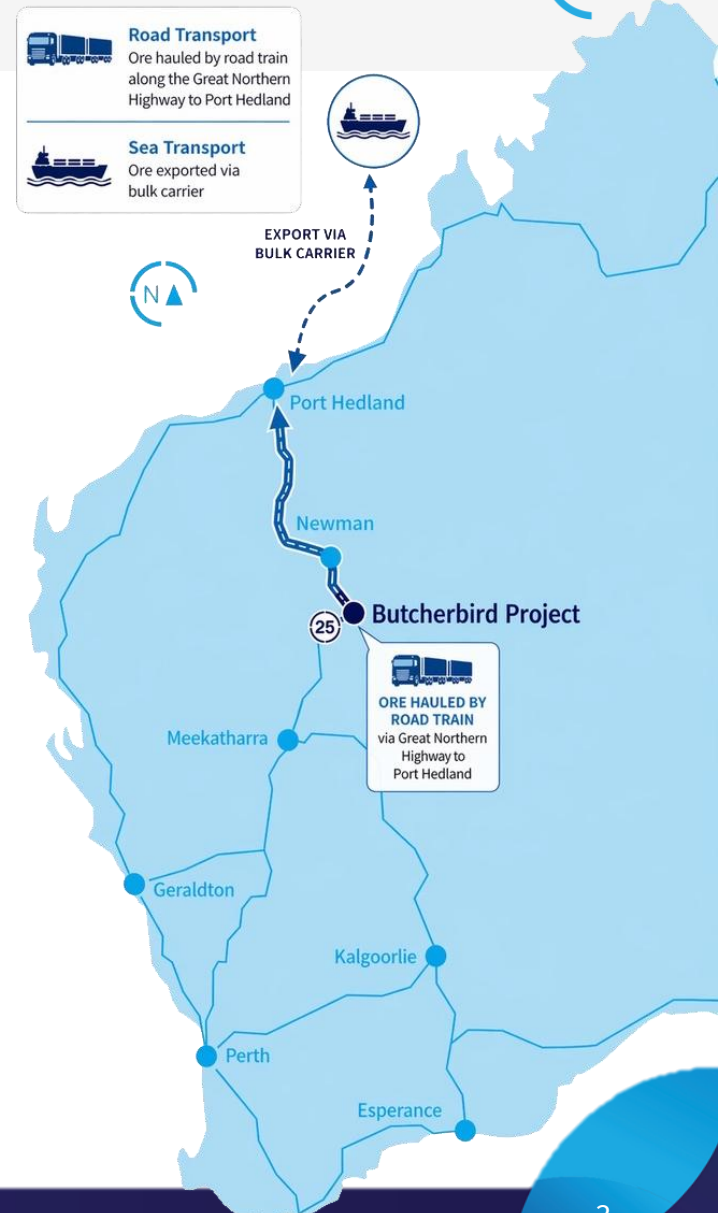 Road Transport
Ore hauled by road train
along the Great Northern
Highway to Port Hedland
Sea Transport
Ore exported via
bulk carrier
EXPORT VIA
BULK CARRIER
N
Port Hedland
Newman
Butcherbird Project
25
ORE HAULED BY
ROAD TRAIN
via Great Northern
Highway to
Port Hedland
Meekatharra
Geraldton
Kalgoorlie
Perth
Esperance